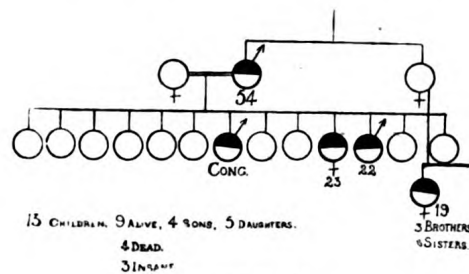 54
CONG.
23
22
19
3 BROTHERS
SISTERS.
13 CHILDREN. 9 ALIVE, 4 SONS, 5 DAUGHTERS.
4 DEAD.
3 INSANE